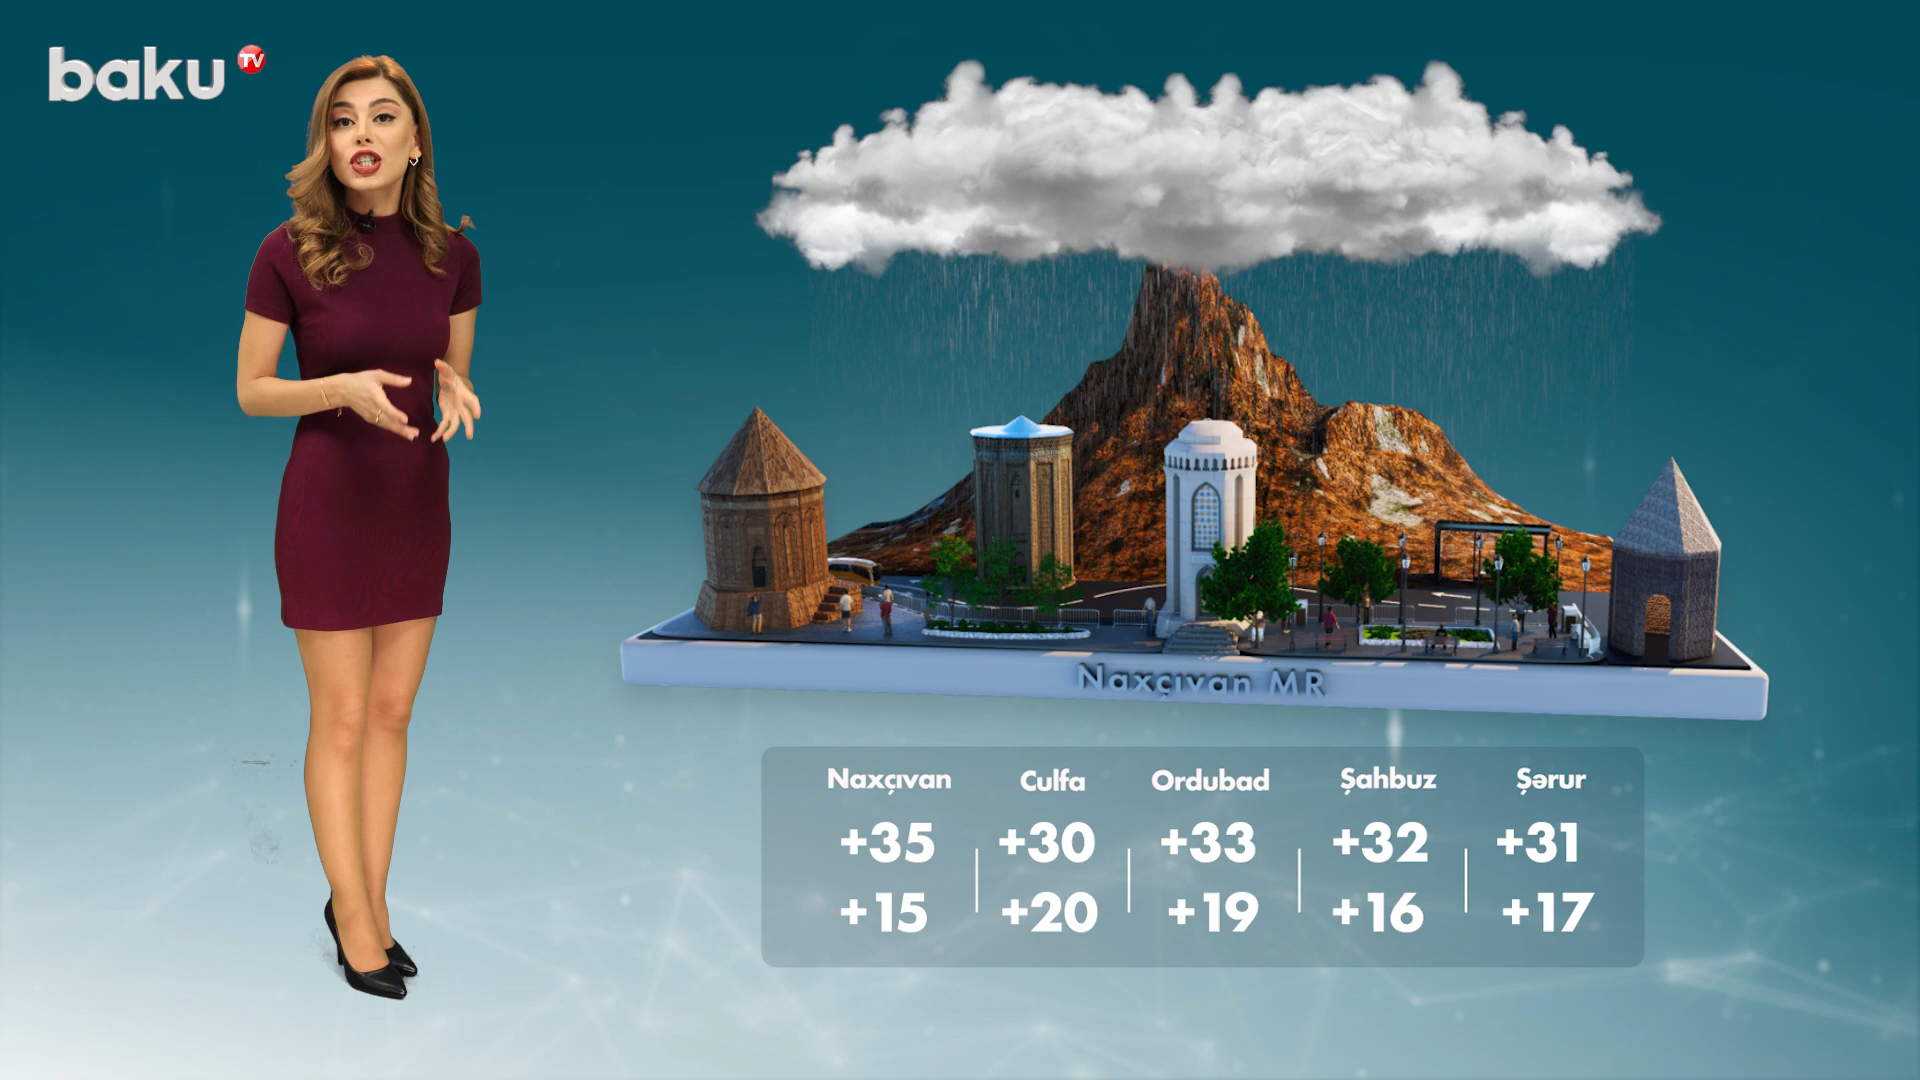 baku TV
Naxçıvan MR
Naxçıvan Culfa Ordubad Şahbuz Şərur
+35 +30 +33 +32 +31
+15 +20 +19 +16 +17